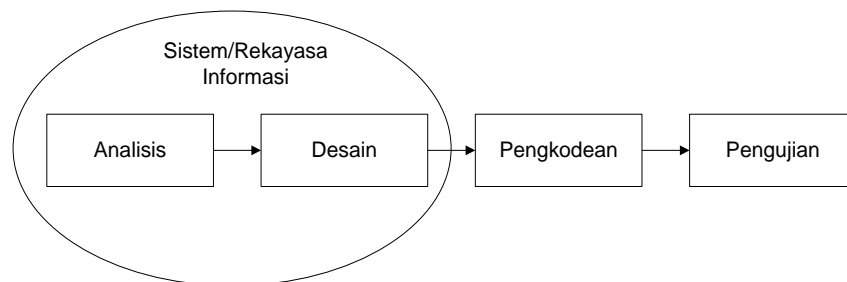 Sistem/Rekayasa
Informasi
Analisis
Desain
Pengkodean
Pengujian